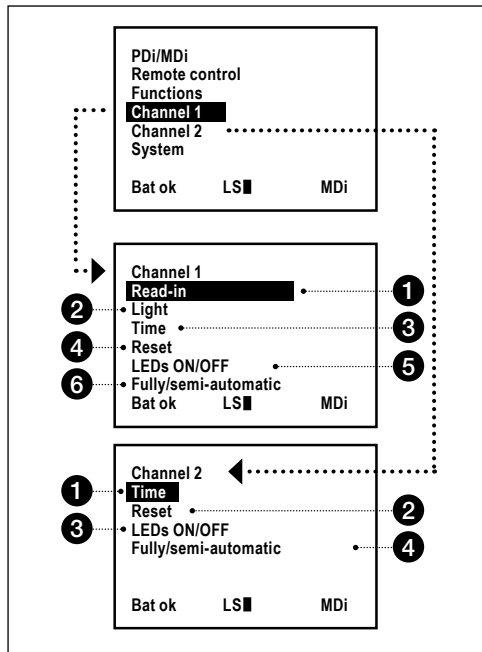 PDi/MDi
Remote control
Functions
Channel 1
Channel 2
System
Bat ok LS MDi
Channel 1
Read-in 1
2 Light
Time 3
4 Reset
LEDs ON/OFF 5
6 Fully/semi-automatic
Bat ok LS MDi
Channel 2
1 Time
Reset 2
3 LEDs ON/OFF
Fully/semi-automatic 4
Bat ok LS MDi